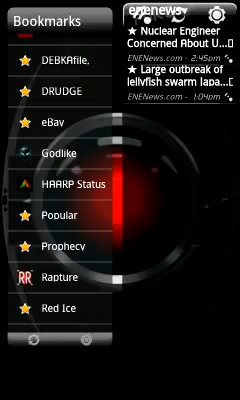 Bookmarks
DEBKAfile,
DRUDGE
eBay
Godlike
HAARP Status
Popular
Prophecy
Rapture
Red Ice
enenews
★ Nuclear Engineer
Concerned About U...
ENENews.com - 2:45pm
★ Large outbreak of
jellyfish swarm Japa...
ENENews.com - 1:04pm